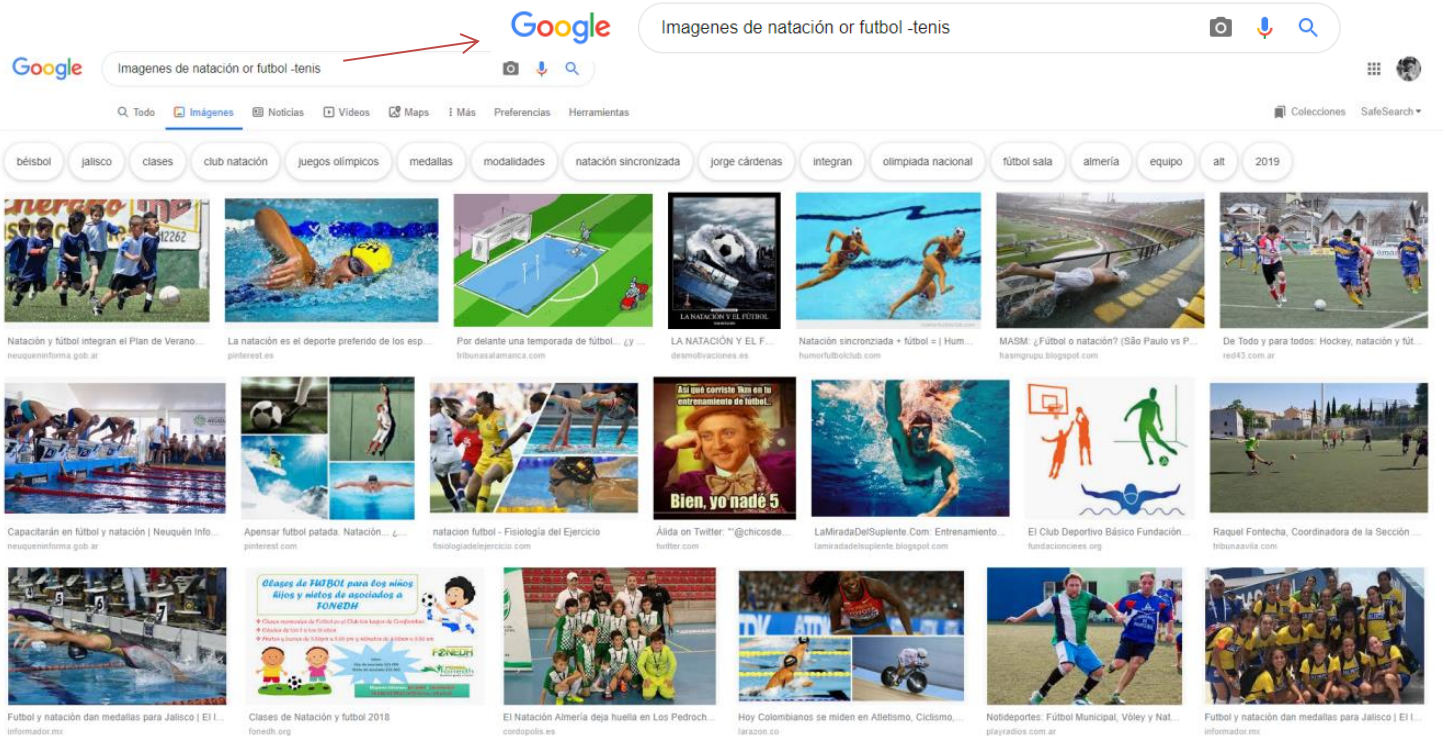 Google
Imagenes de natación or futbol -tenis
Google
Imagenes de natación or futbol -tenis
Todo
Imágenes
Noticias
Vídeos
Maps
Más
Preferencias
Herramientas
Colecciones
SafeSearch
béisbol
jalisco
clases
club natación
juegos olímpicos
medallas
modalidades
natación sincronizada
jorge cárdenas
integran
olimpiada nacional
fútbol sala
almería
equipo
alt
2019
12262
LA NATACIÓN Y EL FÚTBOL
Natación y fútbol integran el Plan de Verano...
neuqueninforma.gob.ar
La natación es el deporte preferido de los esp...
pinterest.es
Por delante una temporada de fútbol... ¿y ...
tribunasalamanca.com
LA NATACIÓN Y EL F...
desmotivaciones.es
Natación sincronziada + fútbol = | Hum...
humorfutbolclub.com
MASM: ¿Fútbol o natación? (São Paulo vs P...
hasmgrupu.blogspot.com
De Todo y para todos: Hockey, natación y fút...
red43.com.ar
Así que corriste 1km en tu
entrenamiento de fútbol...
Bien, yo nadé 5
Capacitarán en fútbol y natación | Neuquén Info...
neuqueninforma.gob.ar
Apensar futbol patada. Natación... ¿...
pinterest.com
natacion futbol - Fisiología del Ejercicio
fisiologiadelejercicio.com
Álida on Twitter: "“@chicosde...
twitter.com
LaMiradaDelSuplente.Com: Entrenamiento...
lamiradadelsuplente.blogspot.com
El Club Deportivo Básico Fundación...
fundacioncies.org
Raquel Fontecha, Coordinadora de la Sección ...
tribunaavila.com
4
5
6
7
Clases de FUTBOL para los niños
hijos y nietos de asociados a
FONEDH
FONEDH
Futbol y natación dan medallas para Jalisco | El I...
informador.mx
Clases de Natación y futbol 2018
fonedh.org
El Natación Almería deja huella en Los Pedroch...
cordopolis.es
Hoy Colombianos se miden en Atletismo, Ciclismo,...
larazon.co
Notideportes: Fútbol Municipal, Vóley y Nat...
playradios.com.ar
Futbol y natación dan medallas para Jalisco | El I...
informador.mx